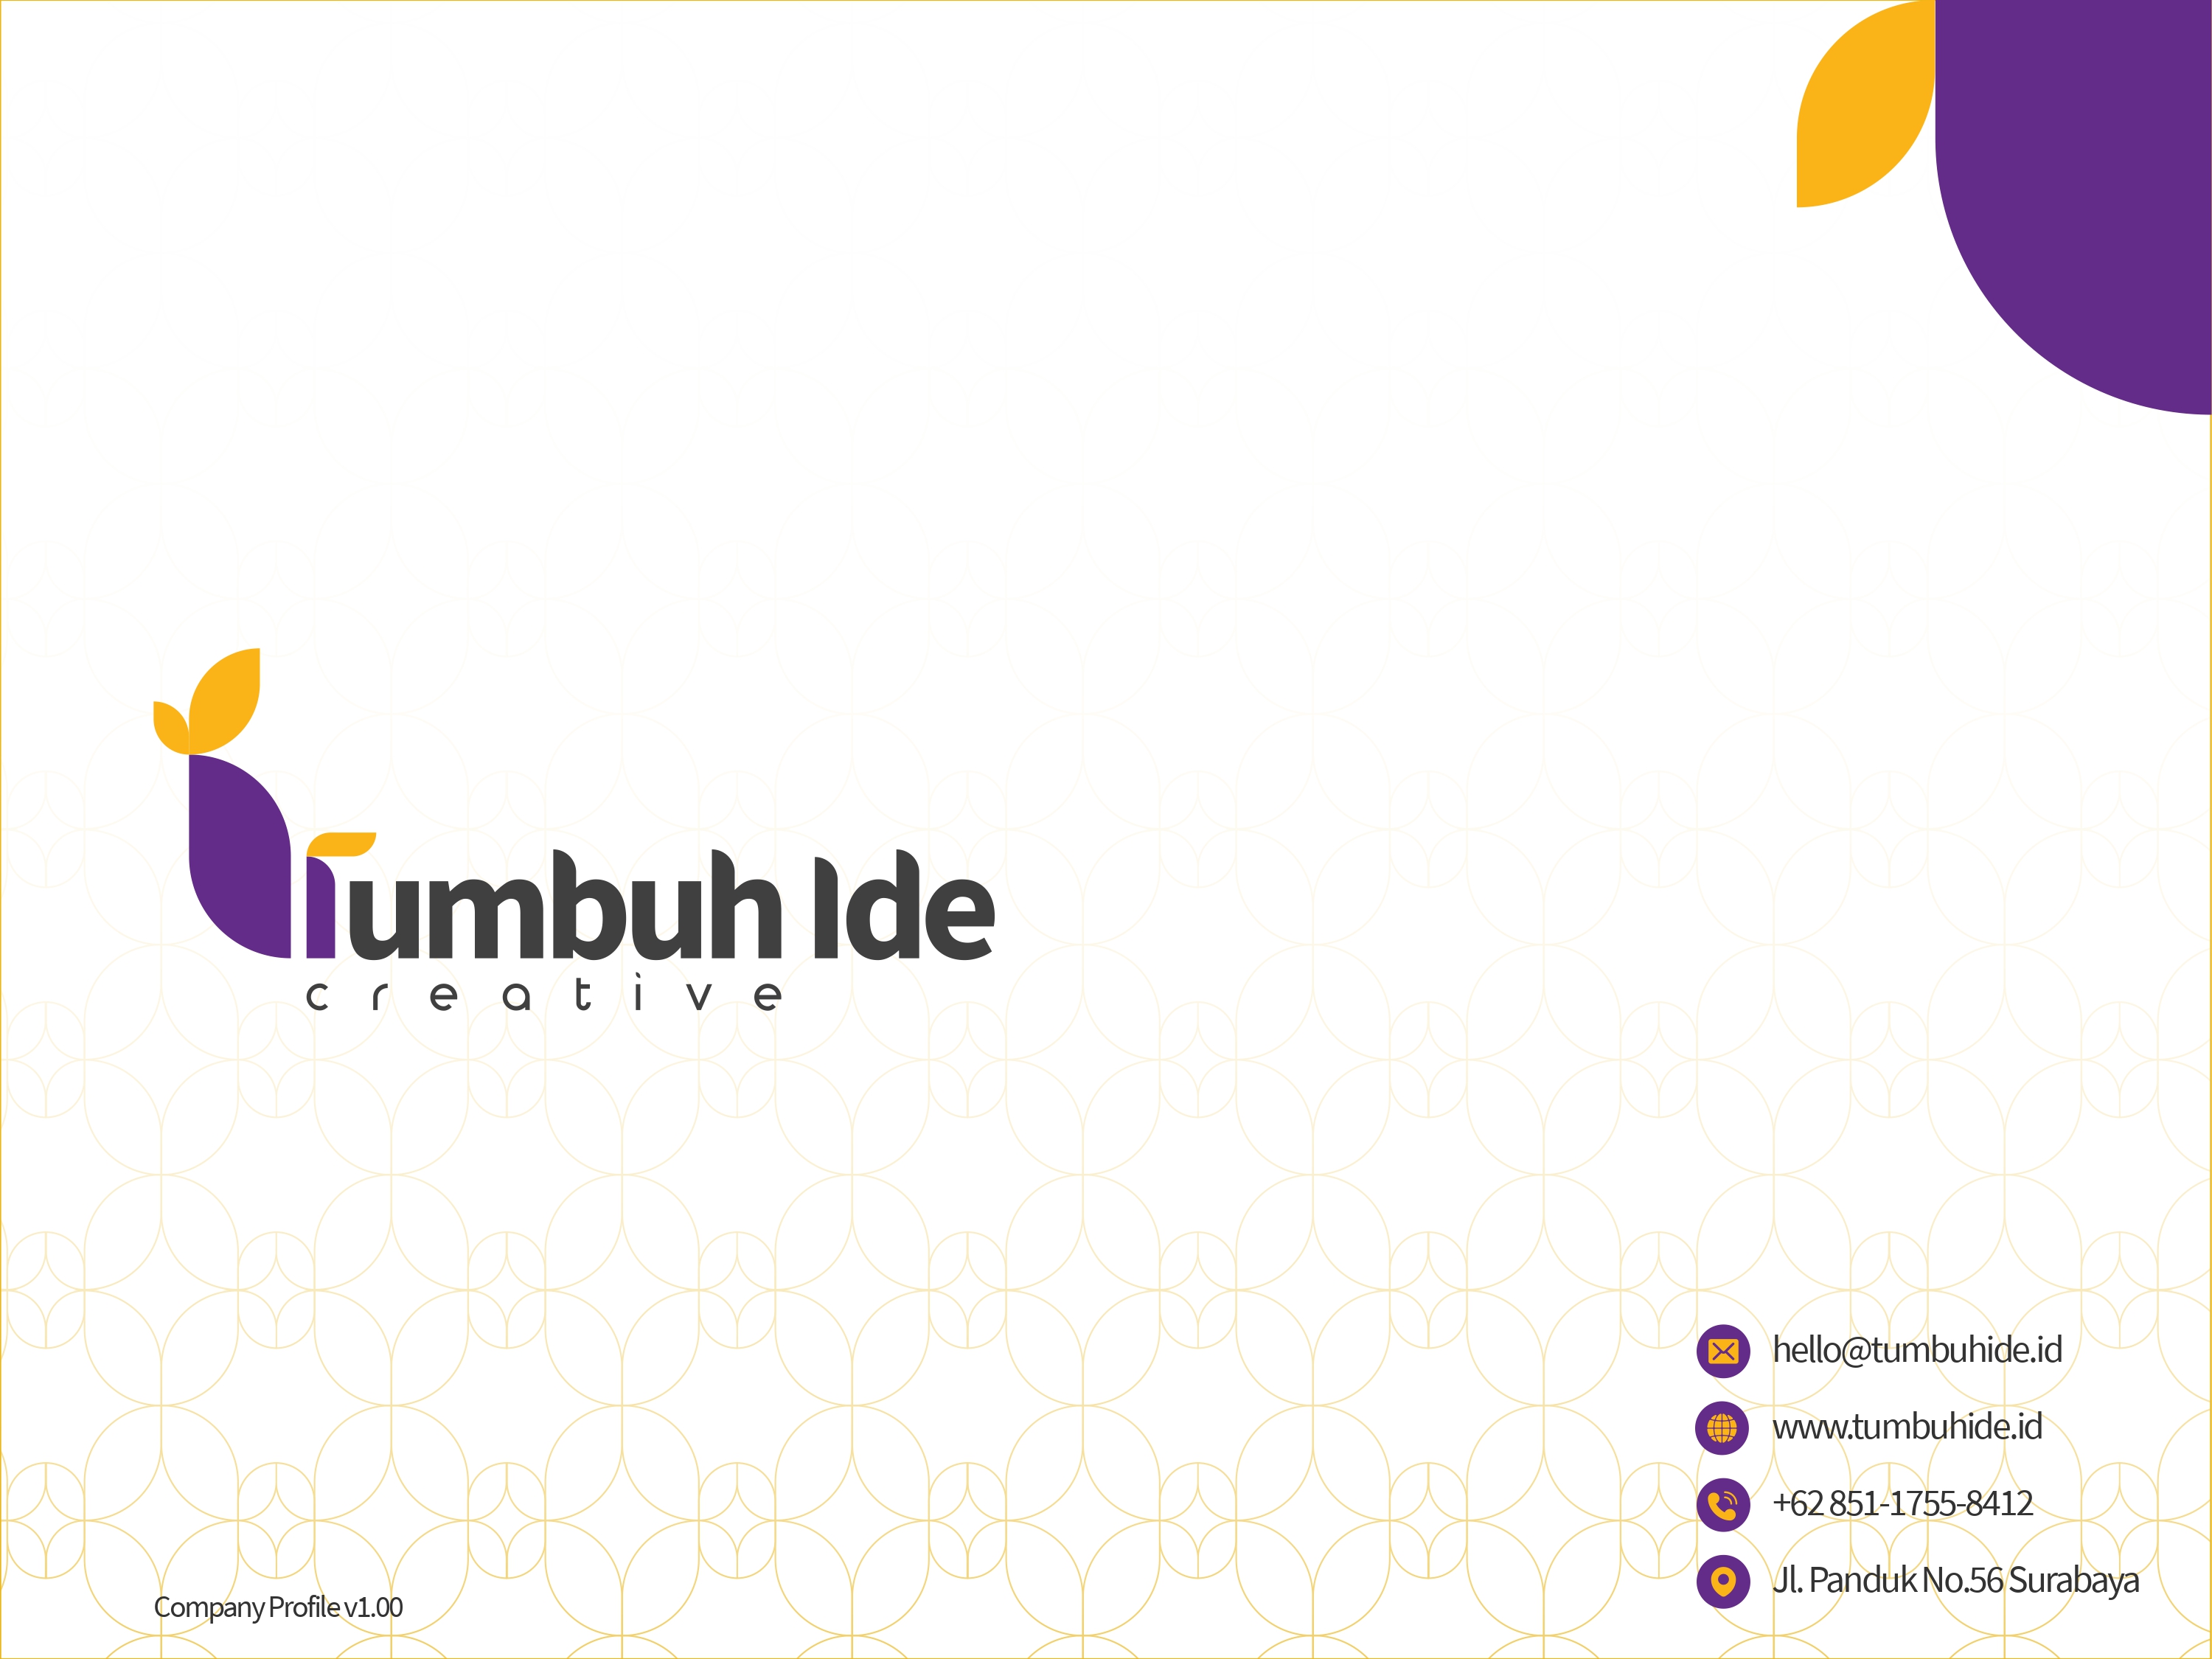 Tumbuh Ide
creative
hello@tumbuhide.id
www.tumbuhide.id
+62 851-1755-8412
Jl. Panduk No.56 Surabaya
Company Profile v1.00